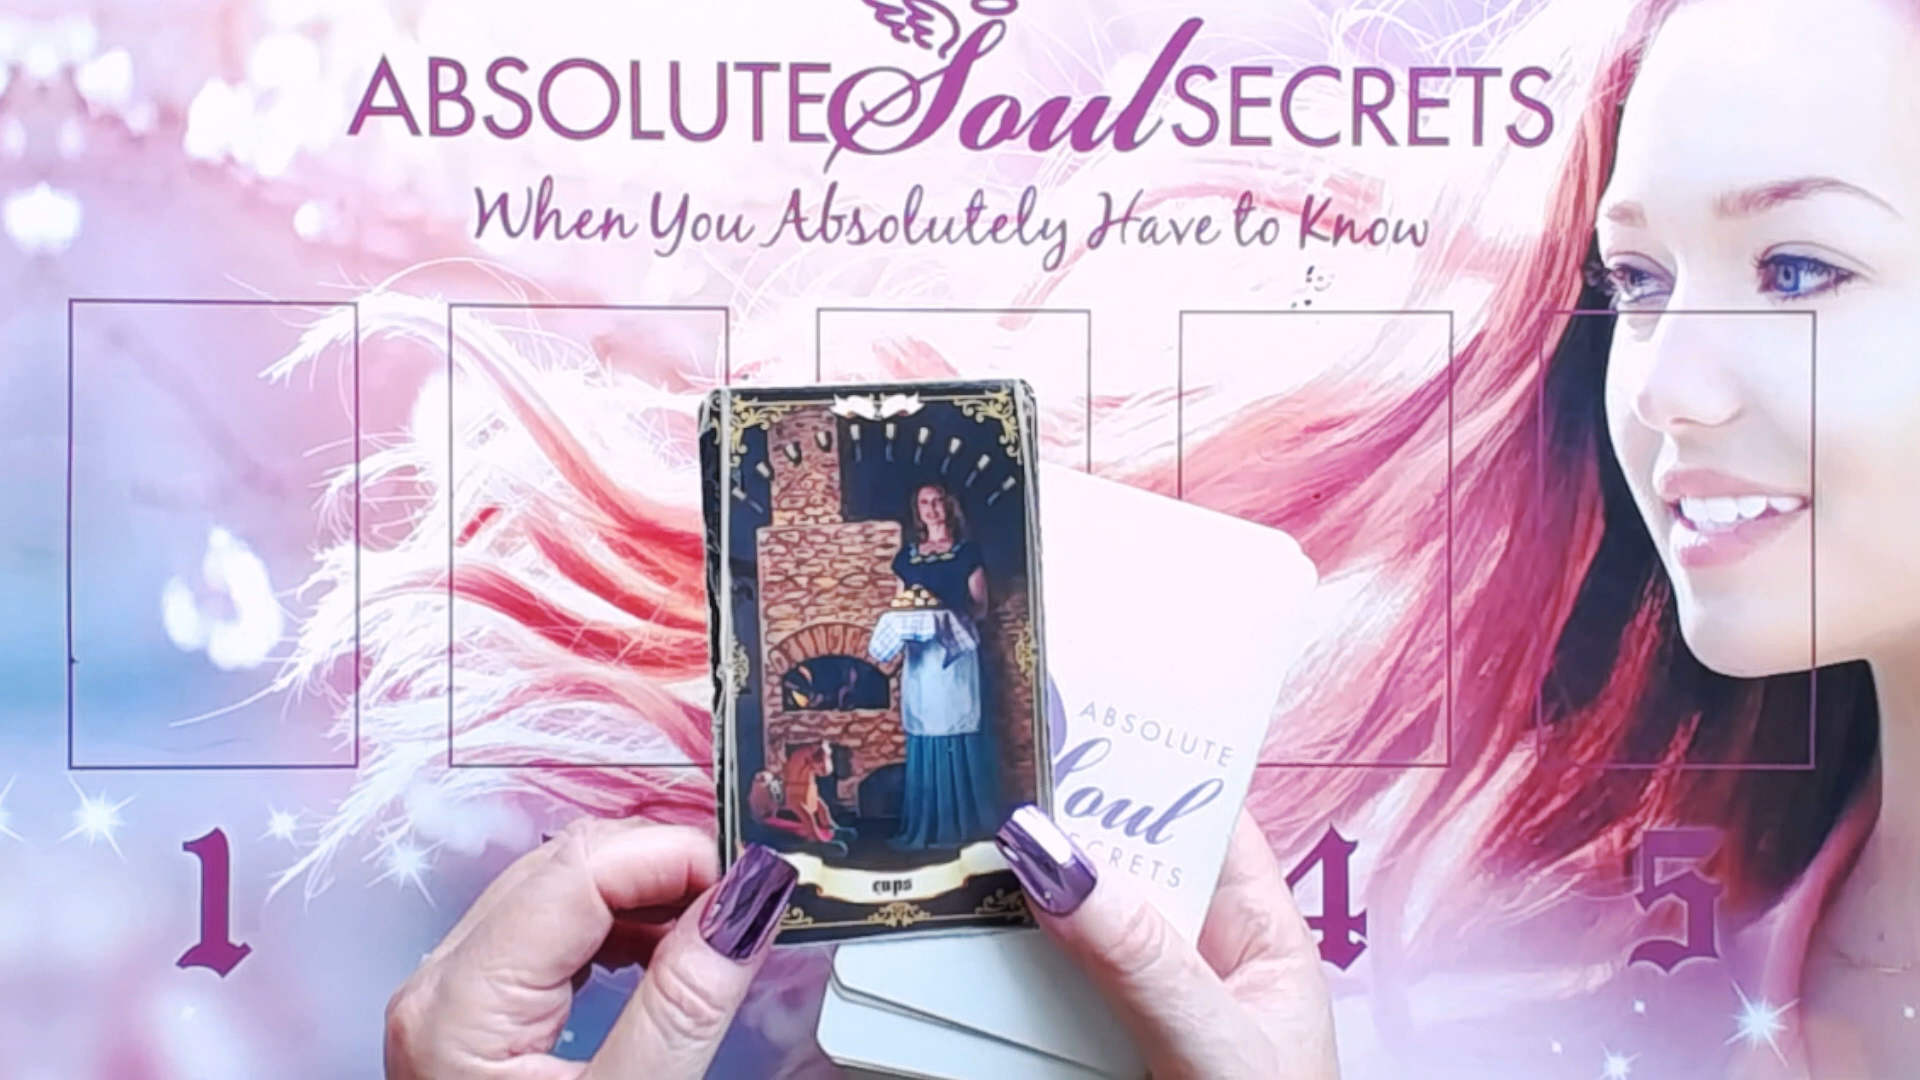 ABSOLUTE Soul SECRETS
When You Absolutely Have to Know
ABSOLUTE
Soul
SECRETS
cups
1
4
5